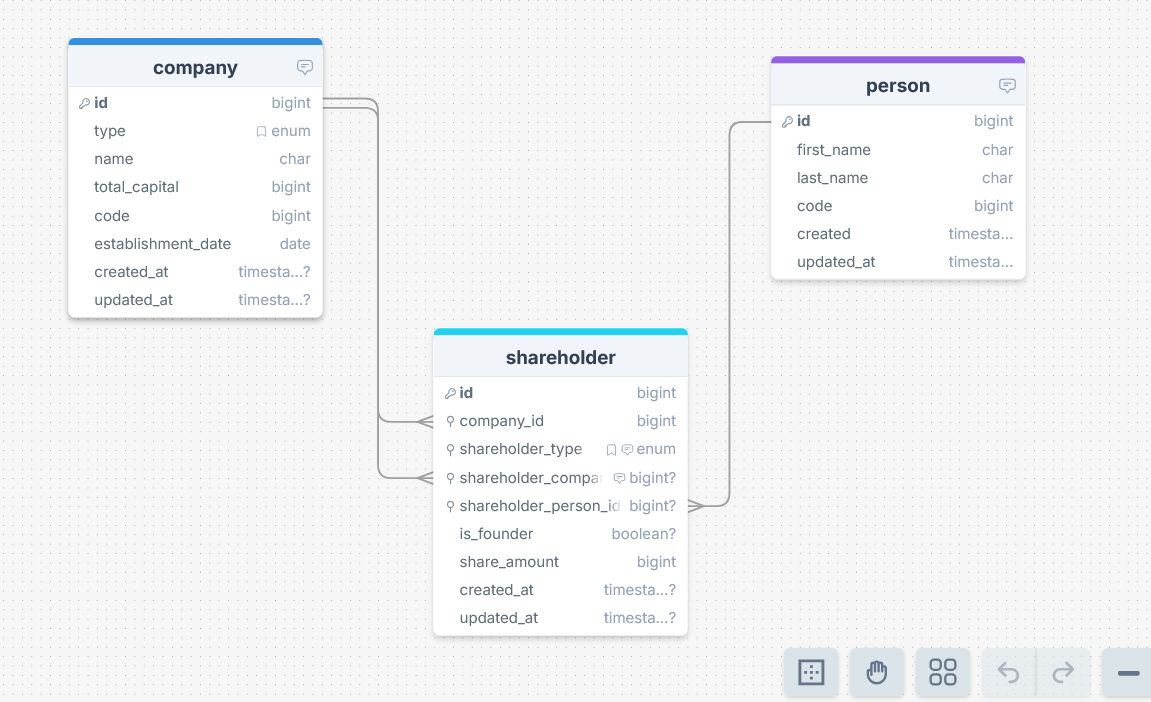 company
id bigint
type enum
name char
total_capital bigint
code bigint
establishment_date date
created_at timesta...?
updated_at timesta...?
person
id bigint
first_name char
last_name char
code bigint
created timesta...
updated_at timesta...
shareholder
id bigint
company_id bigint
shareholder_type enum
shareholder_compa bigint?
shareholder_person_id bigint?
is_founder boolean?
share_amount bigint
created_at timesta...?
updated_at timesta...?